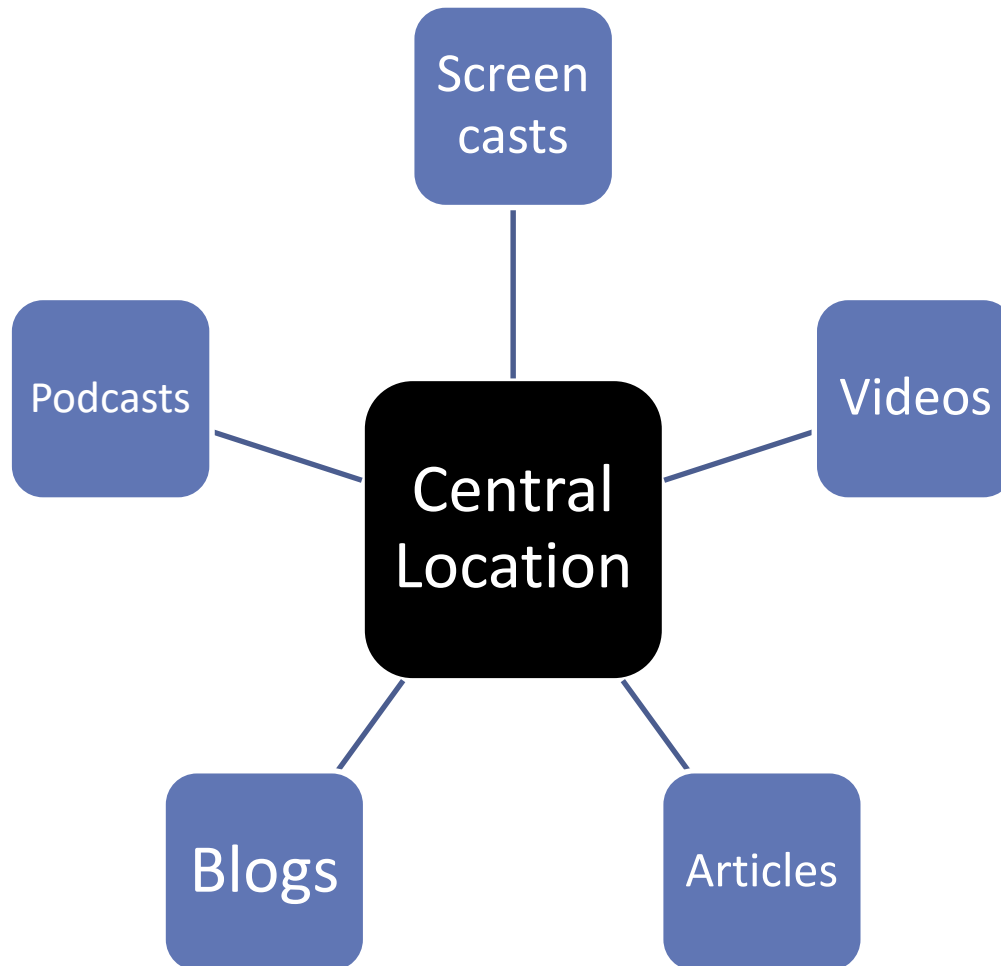 Screen
casts
Podcasts
Videos
Central
Location
Blogs
Articles